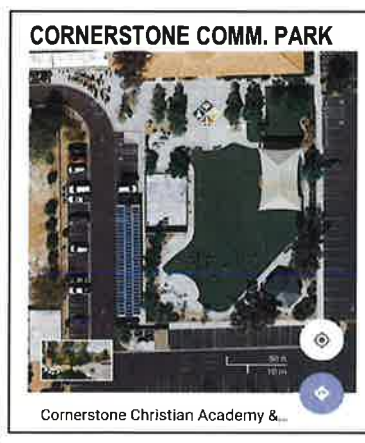 CORNERSTONE COMM. PARK
50 ft
10 m
Cornerstone Christian Academy &...